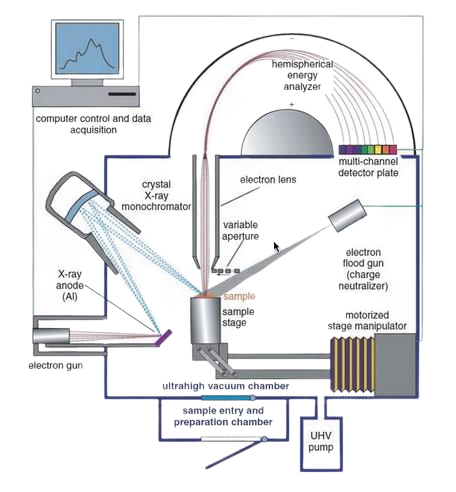 hemispherical
energy
analyzer
−
+
computer control and data
acquisition
multi-channel
detector plate
crystal
X-ray
monochromator
electron lens
variable
aperture
electron
flood gun
(charge
neutralizer)
X-ray
anode
(Al)
sample
sample
stage
motorized
stage manipulator
electron gun
ultrahigh vacuum chamber
sample entry and
preparation chamber
UHV
pump